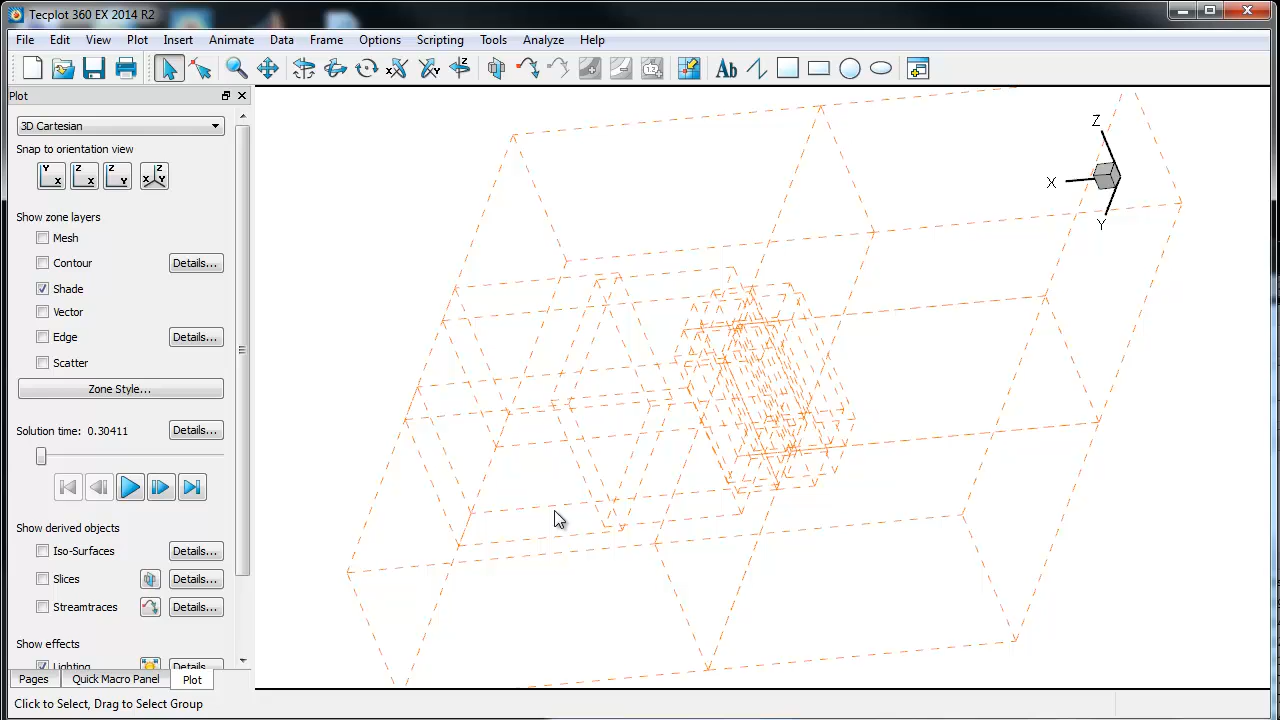 Tecplot 360 EX 2014 R2
File Edit View Plot Insert Animate Data Frame Options Scripting Tools Analyze Help
Plot
3D Cartesian
Snap to orientation view
Show zone layers
Mesh
Contour Details...
Shade
Vector
Edge Details...
Scatter
Zone Style...
Solution time: 0.30411 Details...
Show derived objects
Iso-Surfaces Details...
Slices Details...
Streamtraces Details...
Show effects
Lighting Details...
Pages Quick Macro Panel Plot
Click to Select, Drag to Select Group
Z
X
Y